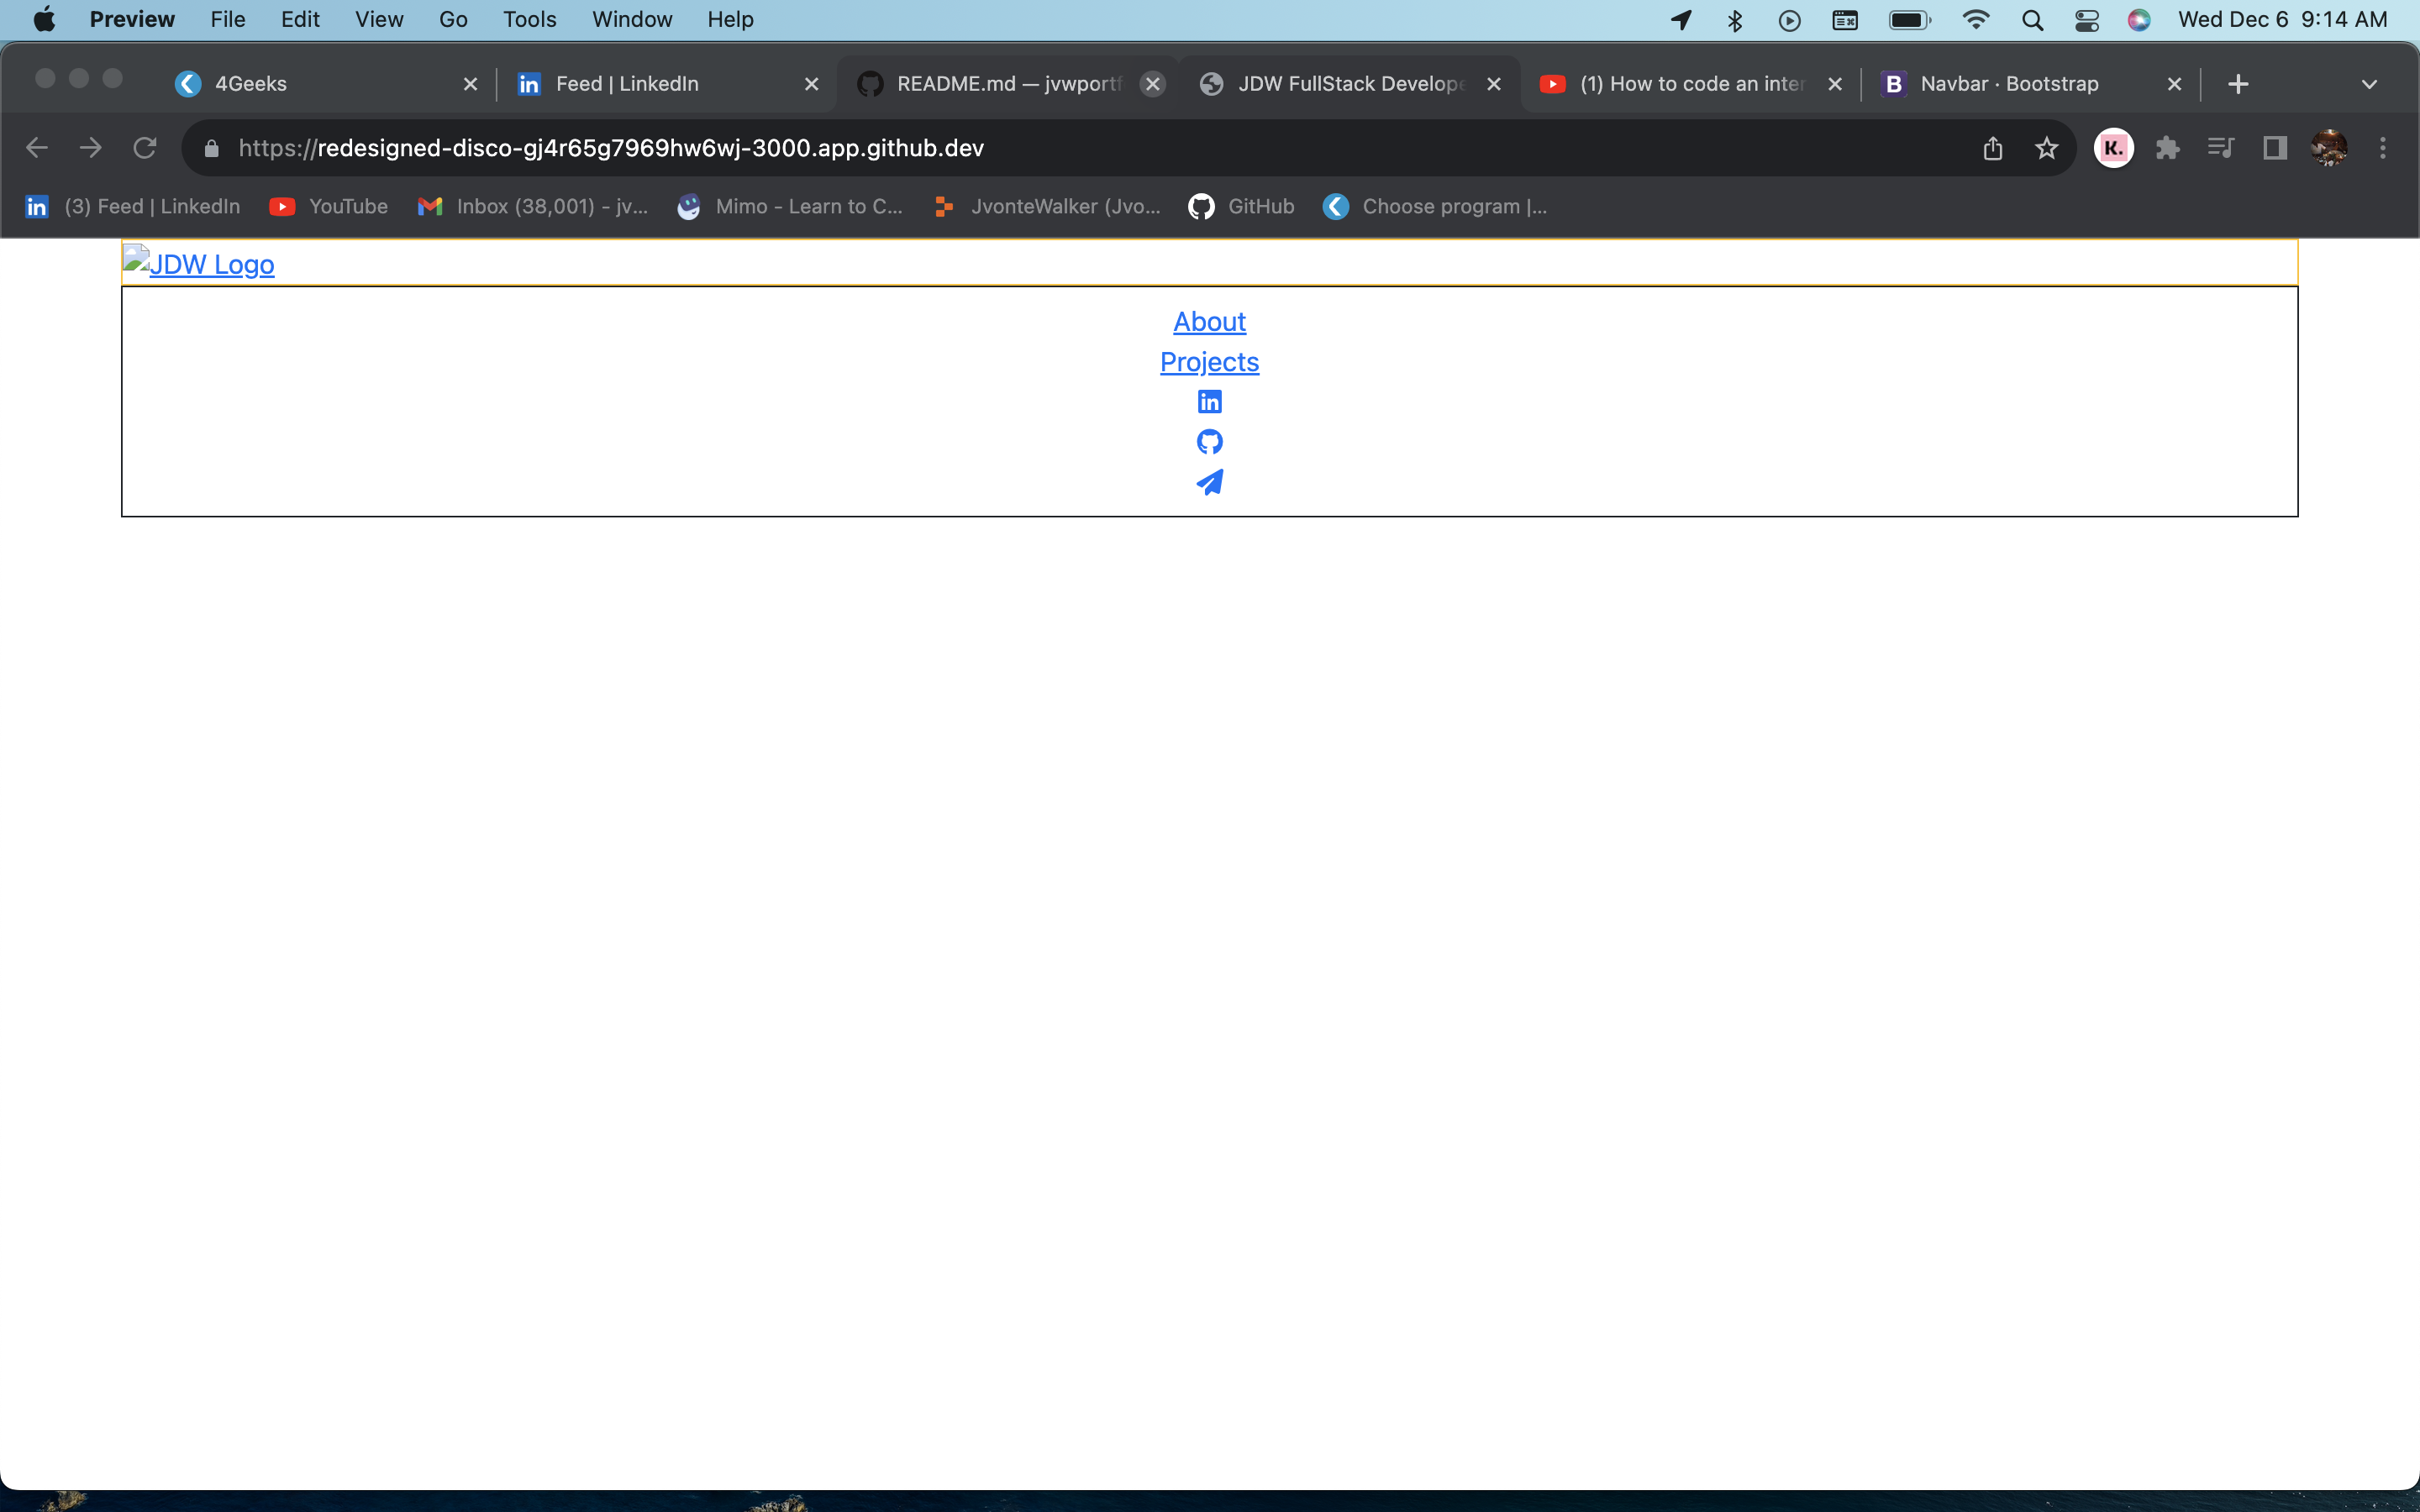 Preview File Edit View Go Tools Window Help Wed Dec 6 9:14 AM
4Geeks Feed | LinkedIn README.md — jvwportf JDW FullStack Develope (1) How to code an inter Navbar · Bootstrap
https://redesigned-disco-gj4r65g7969hw6wj-3000.app.github.dev K.
(3) Feed | LinkedIn YouTube Inbox (38,001) - jv... Mimo - Learn to C... JvonteWalker (Jvo... GitHub Choose program |...
JDW Logo
About
Projects
in